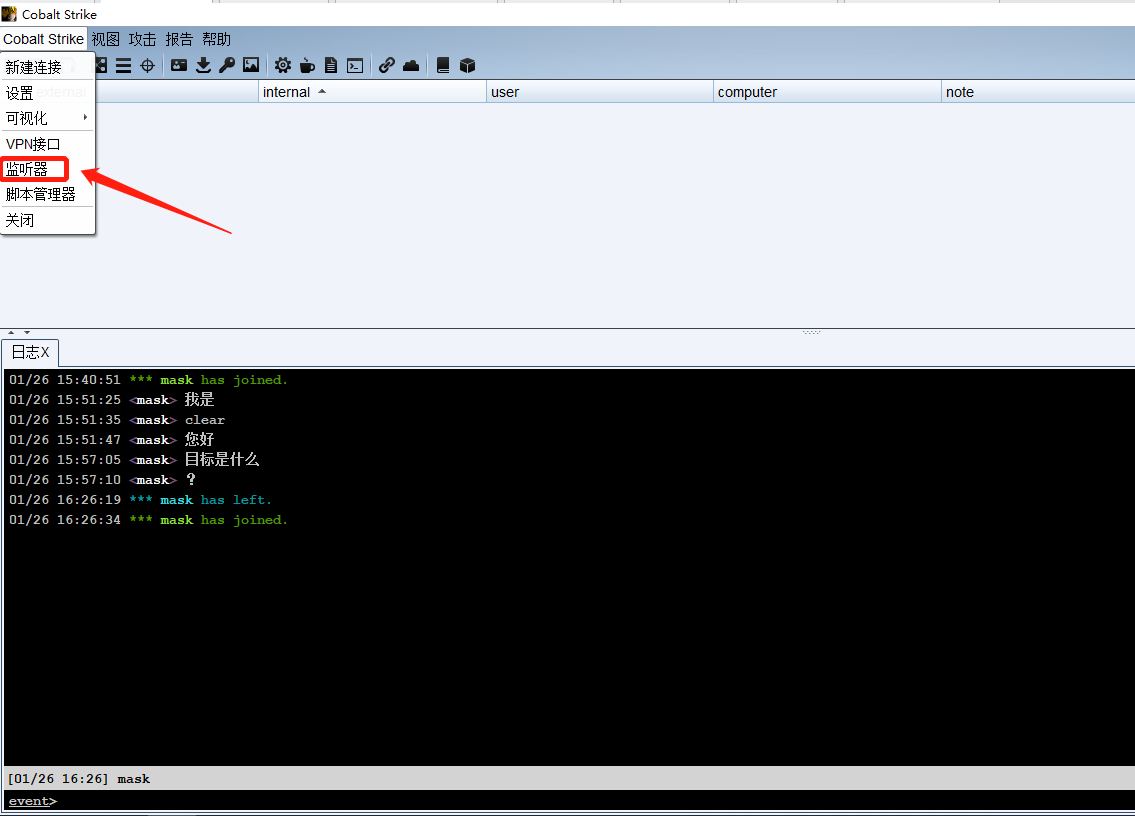 Cobalt Strike
Cobalt Strike 视图 攻击 报告 帮助
新建连接
设置
可视化
VPN接口
监听器
脚本管理器
关闭
external internal user computer note
日志X
01/26 15:40:51 *** mask has joined.
01/26 15:51:25 <mask> 我是
01/26 15:51:35 <mask> clear
01/26 15:51:47 <mask> 您好
01/26 15:57:05 <mask> 目标是什么
01/26 15:57:10 <mask> ？
01/26 16:26:19 *** mask has left.
01/26 16:26:34 *** mask has joined.
[01/26 16:26] mask
event>